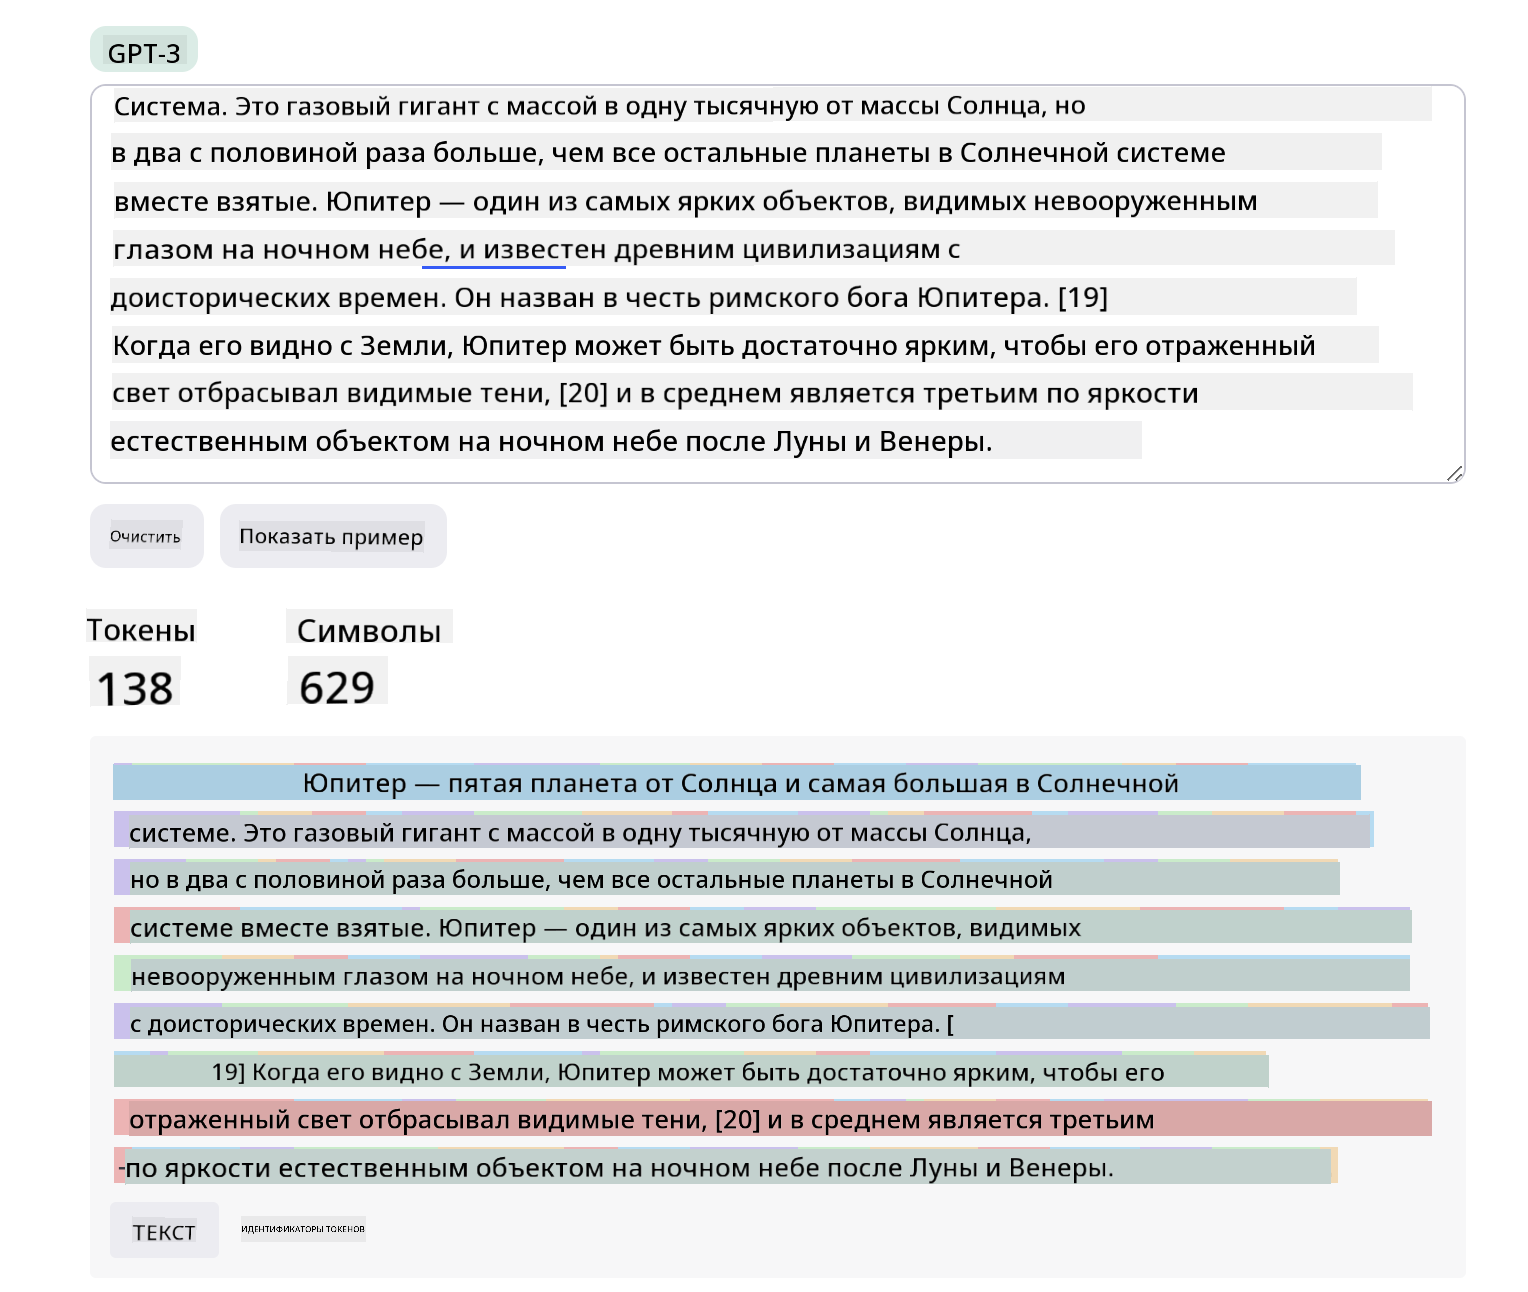 GPT-3
Система. Это газовый гигант с массой в одну тысячную от массы Солнца, но
в два с половиной раза больше, чем все остальные планеты в Солнечной системе
вместе взятые. Юпитер — один из самых ярких объектов, видимых невооруженным
глазом на ночном небе, и известен древним цивилизациям с
доисторических времен. Он назван в честь римского бога Юпитера. [19]
Когда его видно с Земли, Юпитер может быть достаточно ярким, чтобы его отраженный
свет отбрасывал видимые тени, [20] и в среднем является третьим по яркости
естественным объектом на ночном небе после Луны и Венеры.
Очистить Показать пример
Токены Символы
138 629
Юпитер — пятая планета от Солнца и самая большая в Солнечной
системе. Это газовый гигант с массой в одну тысячную от массы Солнца,
но в два с половиной раза больше, чем все остальные планеты в Солнечной
системе вместе взятые. Юпитер — один из самых ярких объектов, видимых
невооруженным глазом на ночном небе, и известен древним цивилизациям
с доисторических времен. Он назван в честь римского бога Юпитера. [
19] Когда его видно с Земли, Юпитер может быть достаточно ярким, чтобы его
отраженный свет отбрасывал видимые тени, [20] и в среднем является третьим
-по яркости естественным объектом на ночном небе после Луны и Венеры.
ТЕКСТ ИДЕНТИФИКАТОРЫ ТОКЕНОВ